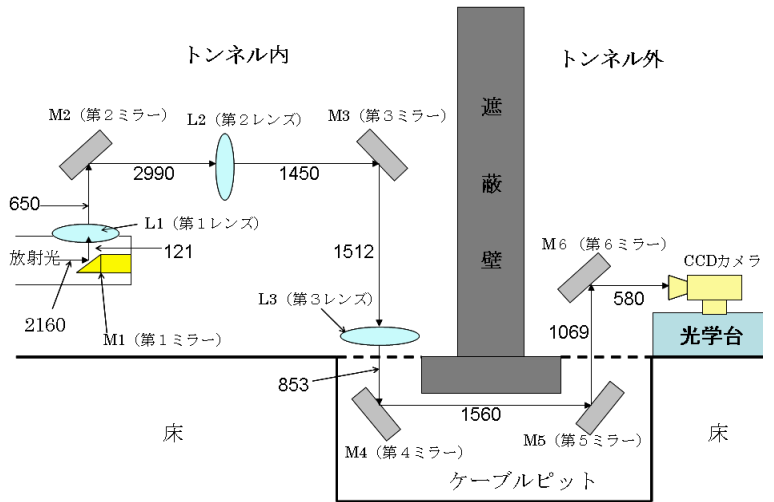 トンネル内
トンネル外
M2（第２ミラー）
L2（第２レンズ）
M3（第３ミラー）
遮蔽壁
2990
1450
650
L1（第１レンズ）
放射光
121
2160
M1（第１ミラー）
1512
L3（第３レンズ）
M６（第６ミラー）
CCDカメラ
580
1069
光学台
853
1560
M4（第４ミラー）
M5（第５ミラー）
床
床
ケーブルピット